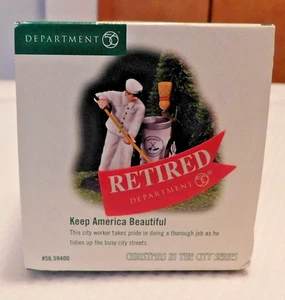 DEPARTMENT 56
RETIRED
DEPARTMENT 56
Keep America Beautiful
This city worker takes pride in doing a thorough job as he
tidies up the busy city streets.
#56.59400 CHRISTMAS IN THE CITY SERIES